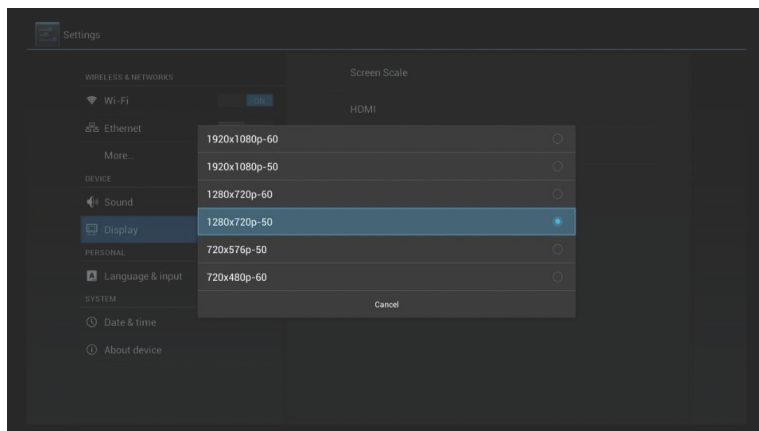 Settings
WIRELESS & NETWORKS
Wi-Fi
ON
Ethernet
More...
DEVICE
Sound
Display
PERSONAL
Language & input
A
SYSTEM
Date & time
About device
Screen Scale
HDMI
1920x1080p-60
1920x1080p-50
1280x720p-60
1280x720p-50
720x576p-50
720x480p-60
Cancel